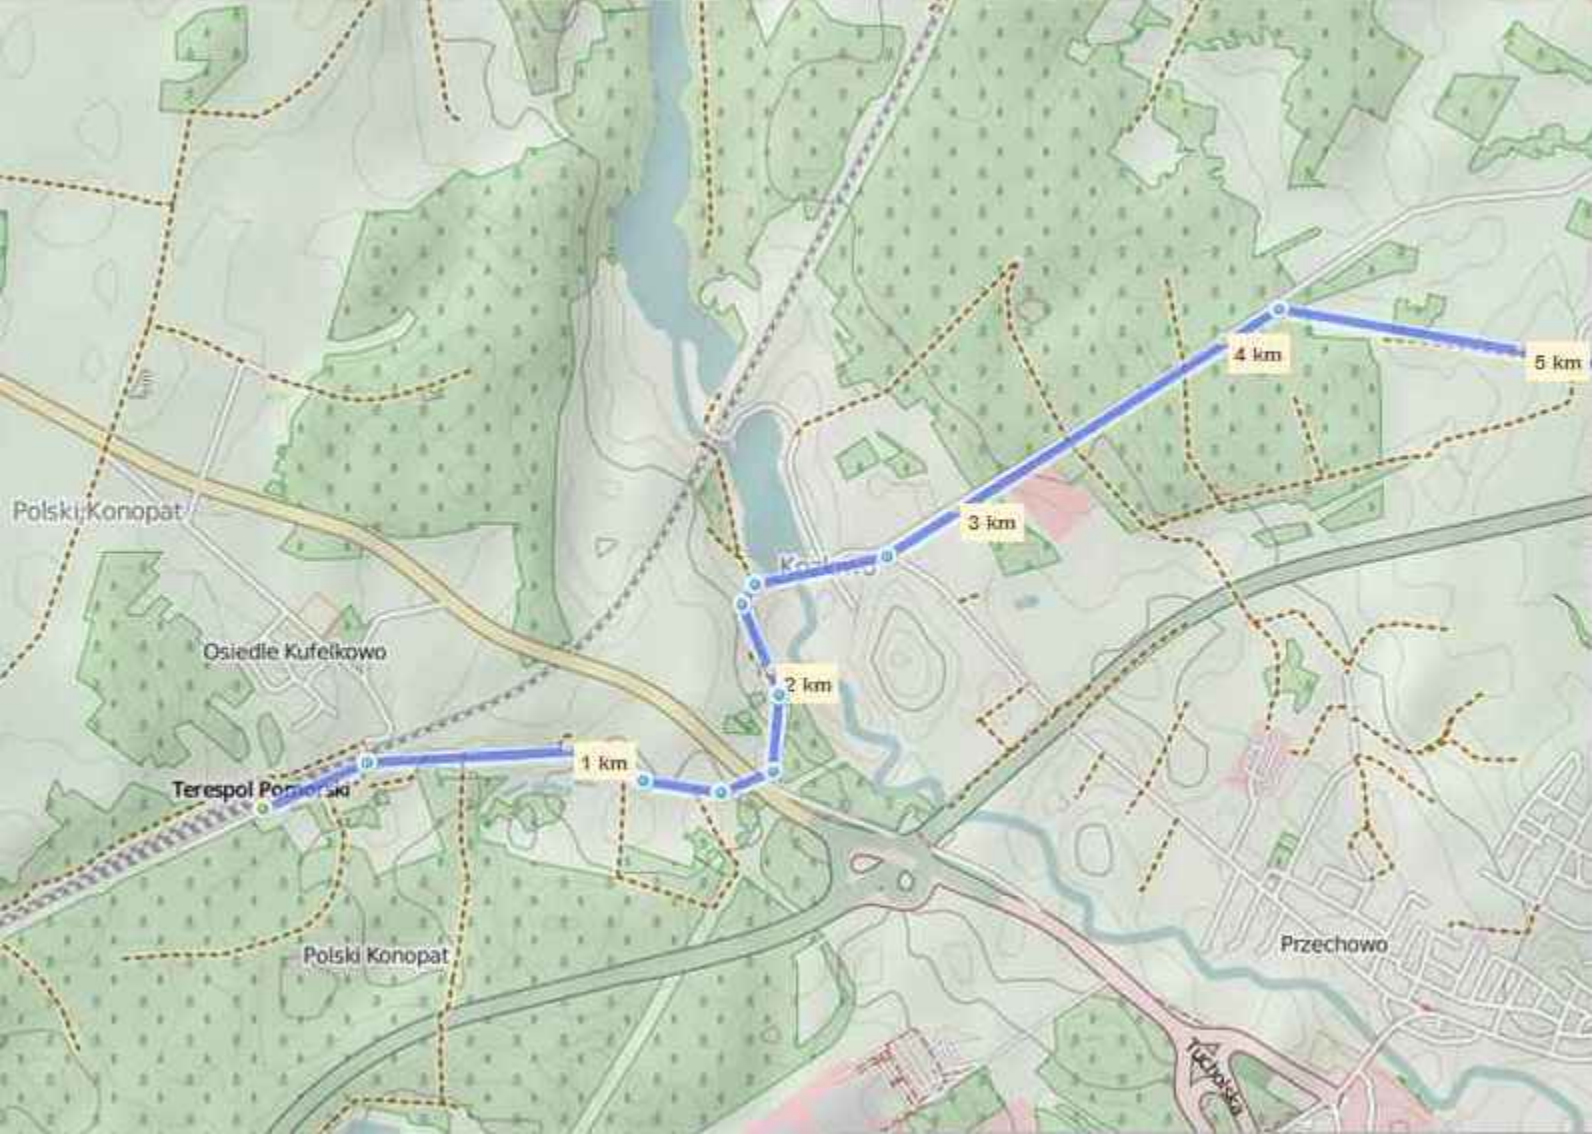 4 km
5 km
Polski Konopat
3 km
Osiedle Kufelkowo
2 km
1 km
Terespol Pomorski
Przechowo
Polski Konopat
Tucholska